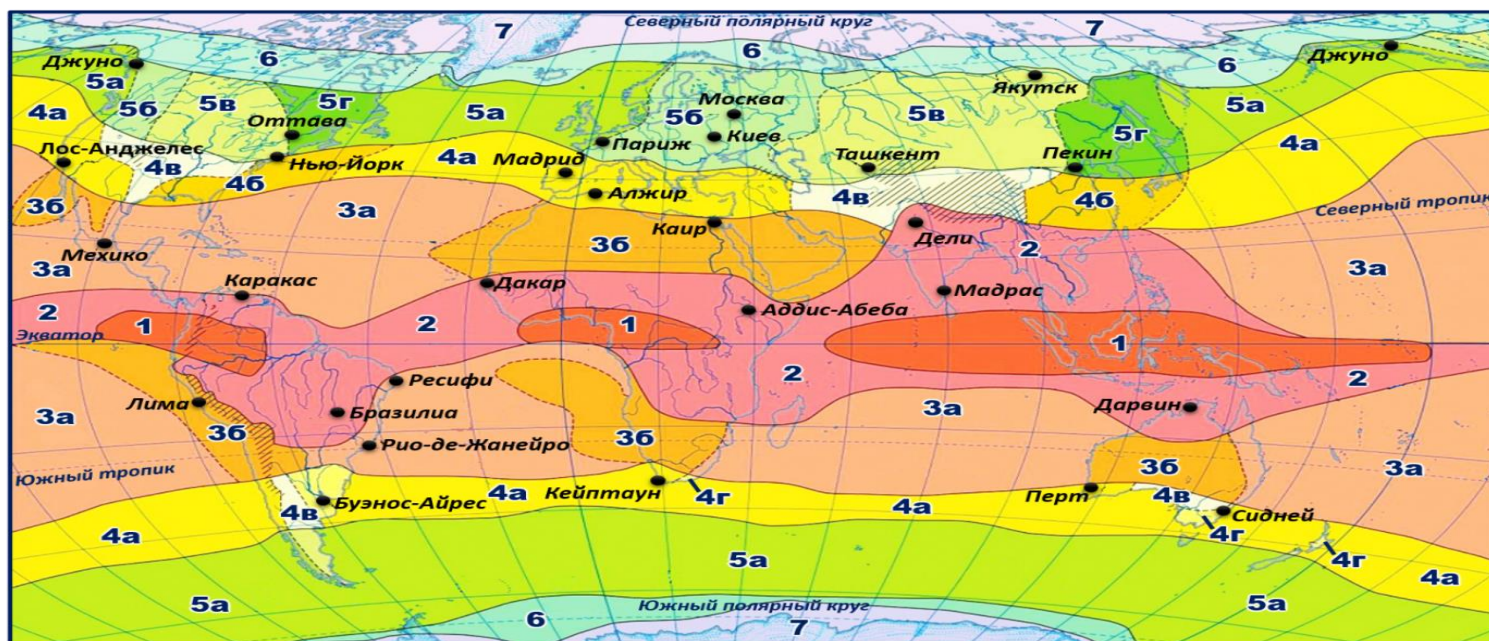 7 Северный полярный круг 7
6 6 6
Джуно Джуно
5а 5б 5в 5г 5а 5б 5в Якутск 5а
Москва
4а Оттава Киев 5г 4а
Лос-Анджелес Нью-Йорк 4а Париж Ташкент Пекин
4в Мадрид
4б Алжир 4в 4б
3б 3а Северный тропик
Каир Дели
Мехико 3б 2
3а Каракас Дакар Мадрас 3а
2 Аддис-Абеба
1 2 1 1
Экватор
Ресифи 2 2
3а Лима Бразилиа 3а Дарвин
3б Рио-де-Жанейро 3б 3б 3а
Южный тропик
Буэнос-Айрес 4а Кейптаун 4г 4а Перт 4в Сидней
4в 4г
4а 4г 4а
5а
5а 5а
6 Южный полярный круг 6
7